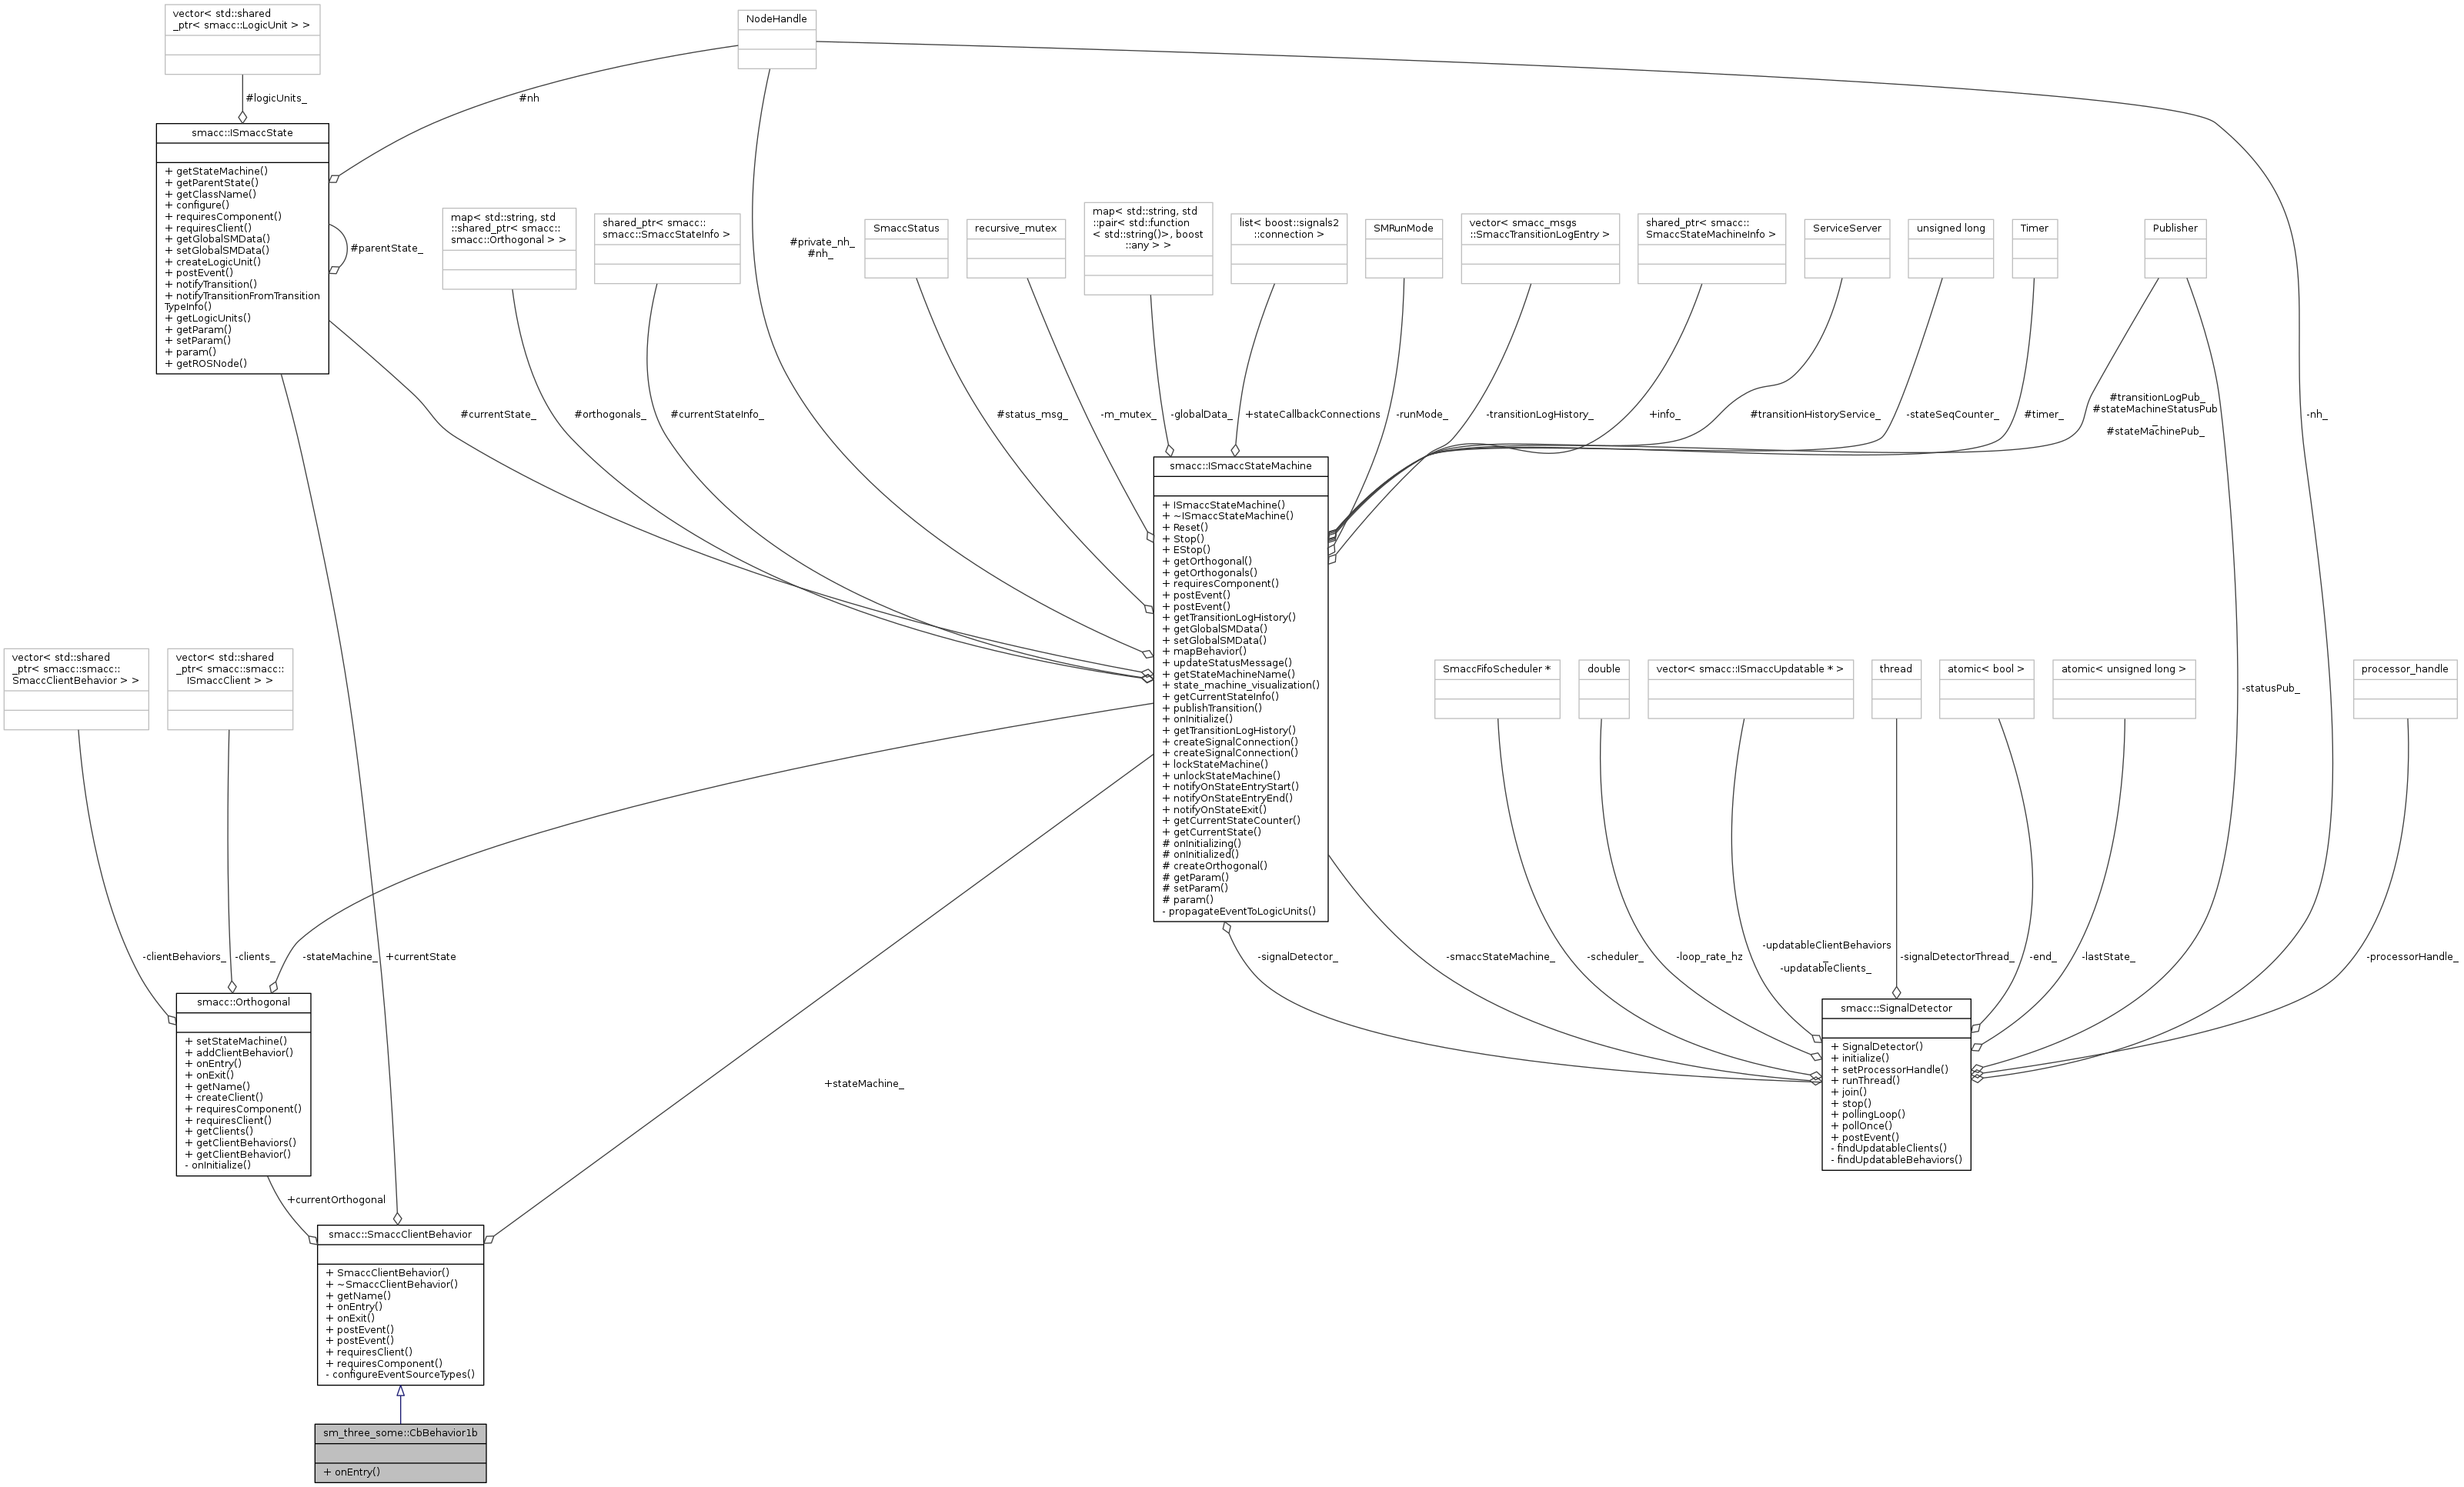 vector< std::shared
_ptr< smacc::LogicUnit > >
NodeHandle
#logicUnits_
#nh
smacc::ISmaccState
+ getStateMachine()
+ getParentState()
+ getClassName()
+ configure()
+ requiresComponent()
+ requiresClient()
+ getGlobalSMData()
+ setGlobalSMData()
+ createLogicUnit()
+ postEvent()
+ notifyTransition()
+ notifyTransitionFromTransition
TypeInfo()
+ getLogicUnits()
+ getParam()
+ setParam()
+ param()
+ getROSNode()
#parentState_
map< std::string, std
::shared_ptr< smacc::
smacc::Orthogonal > >
shared_ptr< smacc::
smacc::SmaccStateInfo >
#private_nh_
#nh_
SmaccStatus
recursive_mutex
map< std::string, std
::pair< std::function
< std::string()>, boost
::any > >
list< boost::signals2
::connection >
SMRunMode
vector< smacc_msgs
::SmaccTransitionLogEntry >
shared_ptr< smacc::
SmaccStateMachineInfo >
ServiceServer
unsigned long
Timer
Publisher
#currentState_
#orthogonals_
#currentStateInfo_
#status_msg_
-m_mutex_
-globalData_
+stateCallbackConnections
-runMode_
-transitionLogHistory_
+info_
#transitionHistoryService_
-stateSeqCounter_
#timer_
#transitionLogPub_
#stateMachineStatusPub
_
#stateMachinePub_
-nh_
smacc::ISmaccStateMachine
+ ISmaccStateMachine()
+ ~ISmaccStateMachine()
+ Reset()
+ Stop()
+ EStop()
+ getOrthogonal()
+ getOrthogonals()
+ requiresComponent()
+ postEvent()
+ postEvent()
+ getTransitionLogHistory()
+ getGlobalSMData()
+ setGlobalSMData()
+ mapBehavior()
+ updateStatusMessage()
+ getStateMachineName()
+ state_machine_visualization()
+ getCurrentStateInfo()
+ publishTransition()
+ onInitialize()
+ getTransitionLogHistory()
+ createSignalConnection()
+ createSignalConnection()
+ lockStateMachine()
+ unlockStateMachine()
+ notifyOnStateEntryStart()
+ notifyOnStateEntryEnd()
+ notifyOnStateExit()
+ getCurrentStateCounter()
+ getCurrentState()
# onInitializing()
# onInitialized()
# createOrthogonal()
# getParam()
# setParam()
# param()
- propagateEventToLogicUnits()
vector< std::shared
_ptr< smacc::smacc::
SmaccClientBehavior > >
vector< std::shared
_ptr< smacc::smacc::
ISmaccClient > >
SmaccFifoScheduler *
double
vector< smacc::ISmaccUpdatable * >
thread
atomic< bool >
atomic< unsigned long >
-statusPub_
processor_handle
-clientBehaviors_
-clients_
-stateMachine_
+currentState
-signalDetector_
-smaccStateMachine_
-scheduler_
-loop_rate_hz
-updatableClientBehaviors
_
-updatableClients_
-signalDetectorThread_
-end_
-lastState_
-processorHandle_
smacc::Orthogonal
+ setStateMachine()
+ addClientBehavior()
+ onEntry()
+ onExit()
+ getName()
+ createClient()
+ requiresComponent()
+ requiresClient()
+ getClients()
+ getClientBehaviors()
+ getClientBehavior()
- onInitialize()
smacc::SignalDetector
+ SignalDetector()
+ initialize()
+ setProcessorHandle()
+ runThread()
+ join()
+ stop()
+ pollingLoop()
+ pollOnce()
+ postEvent()
- findUpdatableClients()
- findUpdatableBehaviors()
+stateMachine_
+currentOrthogonal
smacc::SmaccClientBehavior
+ SmaccClientBehavior()
+ ~SmaccClientBehavior()
+ getName()
+ onEntry()
+ onExit()
+ postEvent()
+ postEvent()
+ requiresClient()
+ requiresComponent()
- configureEventSourceTypes()
sm_three_some::CbBehavior1b
+ onEntry()